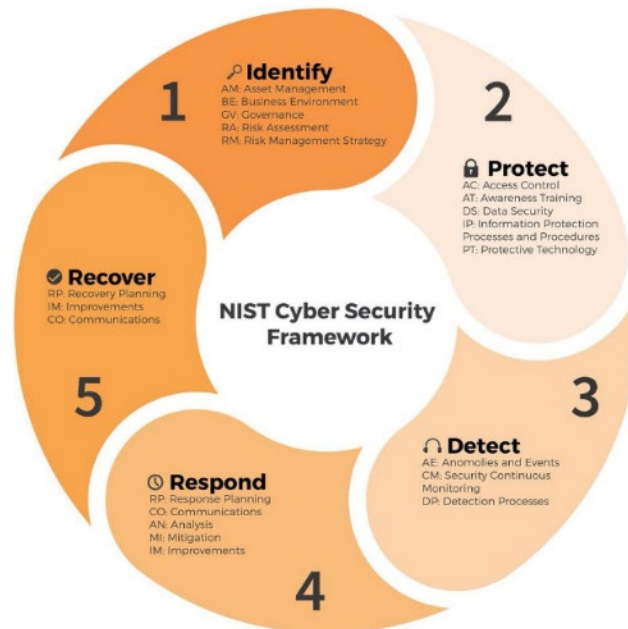 1
Identify
AM: Asset Management
BE: Business Environment
GV: Governance
RA: Risk Assessment
RM: Risk Management Strategy
2
Protect
AC: Access Control
AT: Awareness Training
DS: Data Security
IP: Information Protection
Processes and Procedures
PT: Protective Technology
3
Detect
AE: Anomolies and Events
CM: Security Continuous
Monitoring
DP: Detection Processes
4
Respond
RP: Response Planning
CO: Communications
AN: Analysis
MI: Mitigation
IM: Improvements
5
Recover
RP: Recovery Planning
IM: Improvements
CO: Communications
NIST Cyber Security
Framework